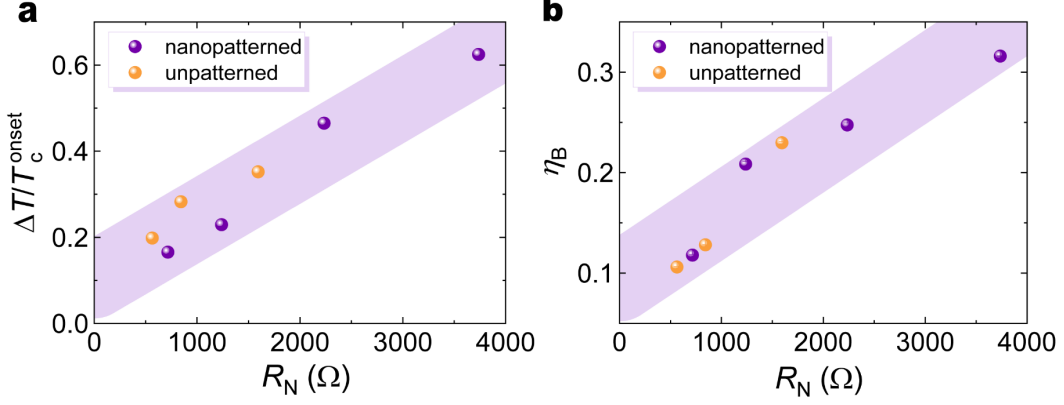 a
nanopatterned
unpatterned
0.6
0.4
0.2
0.0
ΔT/T_c^onset
0 1000 2000 3000 4000
R_N (Ω)
b
nanopatterned
unpatterned
0.3
0.2
0.1
η_B
0 1000 2000 3000 4000
R_N (Ω)